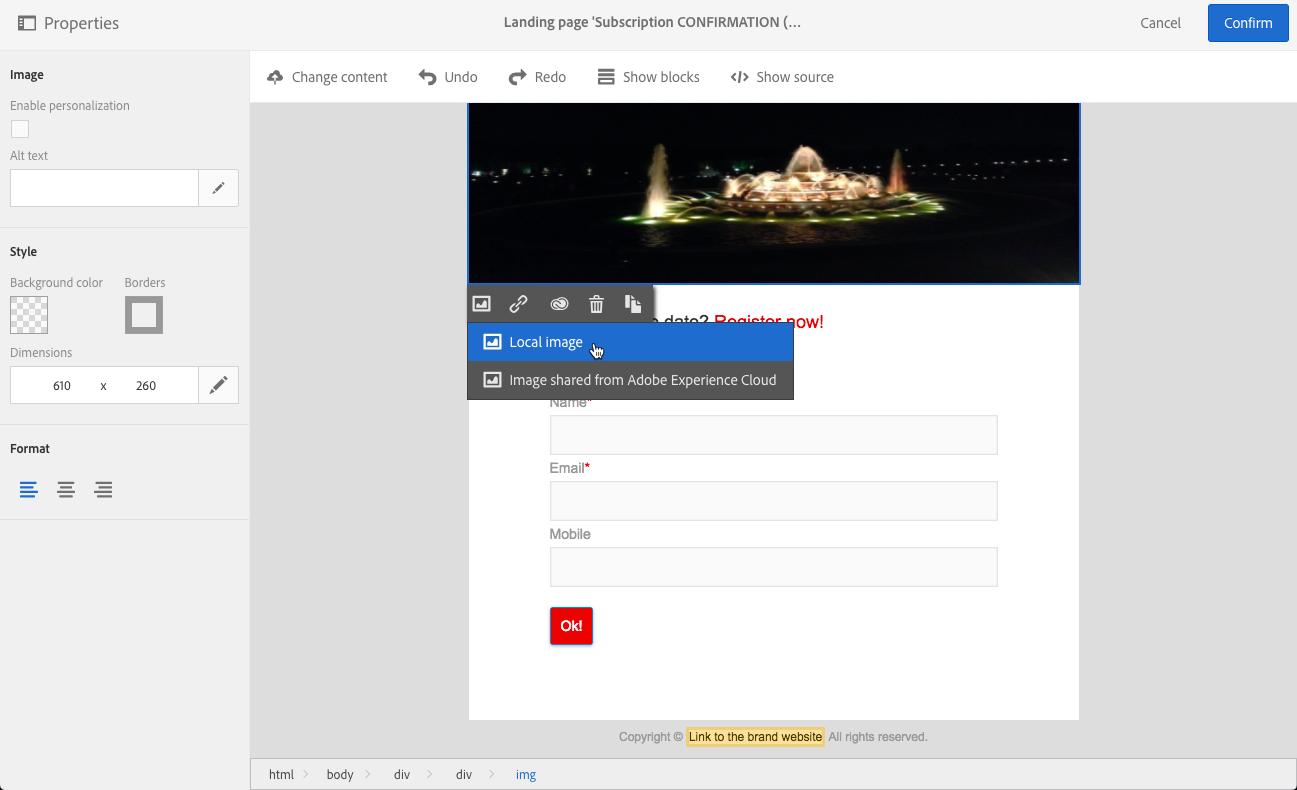 Properties
Landing page 'Subscription CONFIRMATION (...
Cancel
Confirm
Image
Enable personalization
Alt text
Style
Background color
Borders
Dimensions
610 x 260
Format
Change content
Undo
Redo
Show blocks
Show source
date? Register now!
Local image
Image shared from Adobe Experience Cloud
Name*
Email*
Mobile
Ok!
Copyright © Link to the brand website All rights reserved.
html
body
div
div
img